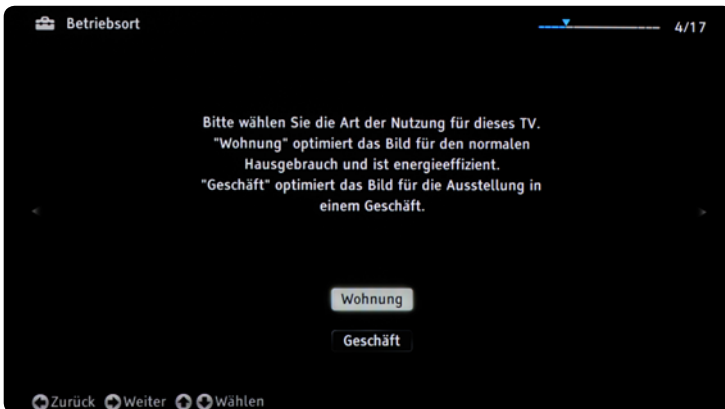 Betriebsort
4/17
Bitte wählen Sie die Art der Nutzung für dieses TV.
"Wohnung" optimiert das Bild für den normalen
Hausgebrauch und ist energieeffizient.
"Geschäft" optimiert das Bild für die Ausstellung in
einem Geschäft.
Wohnung
Geschäft
Zurück Weiter Wählen